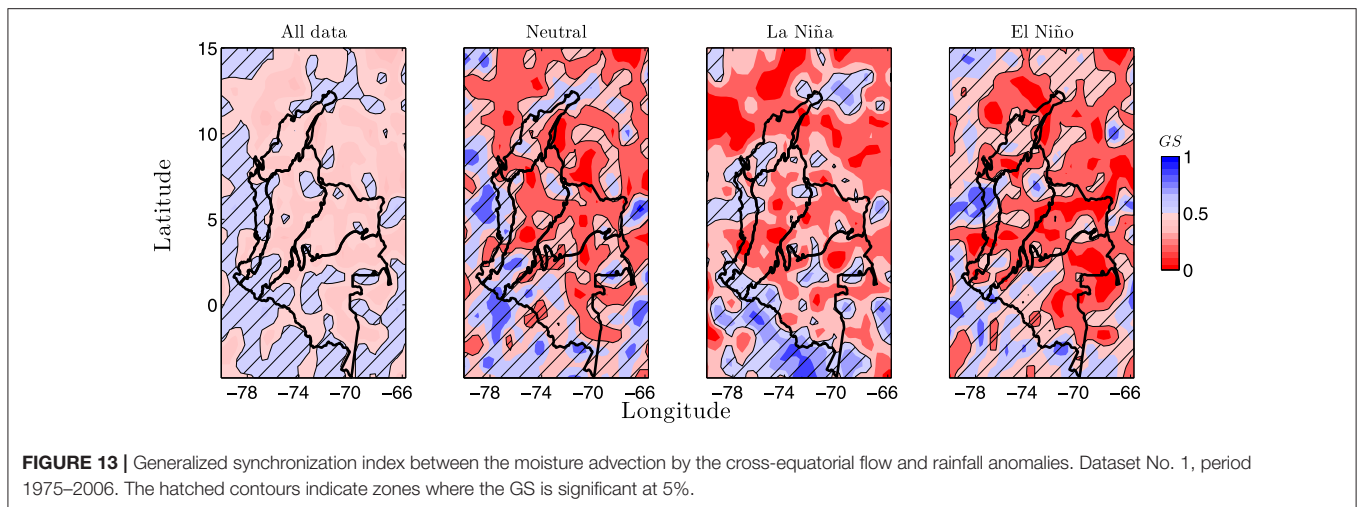 All data
Neutral
La Niña
El Niño
15
10
5
0
Latitude
−78 −74 −70 −66
−78 −74 −70 −66
−78 −74 −70 −66
−78 −74 −70 −66
Longitude
GS
1
0.5
0
FIGURE 13 | Generalized synchronization index between the moisture advection by the cross-equatorial flow and rainfall anomalies. Dataset No. 1, period
1975–2006. The hatched contours indicate zones where the GS is significant at 5%.